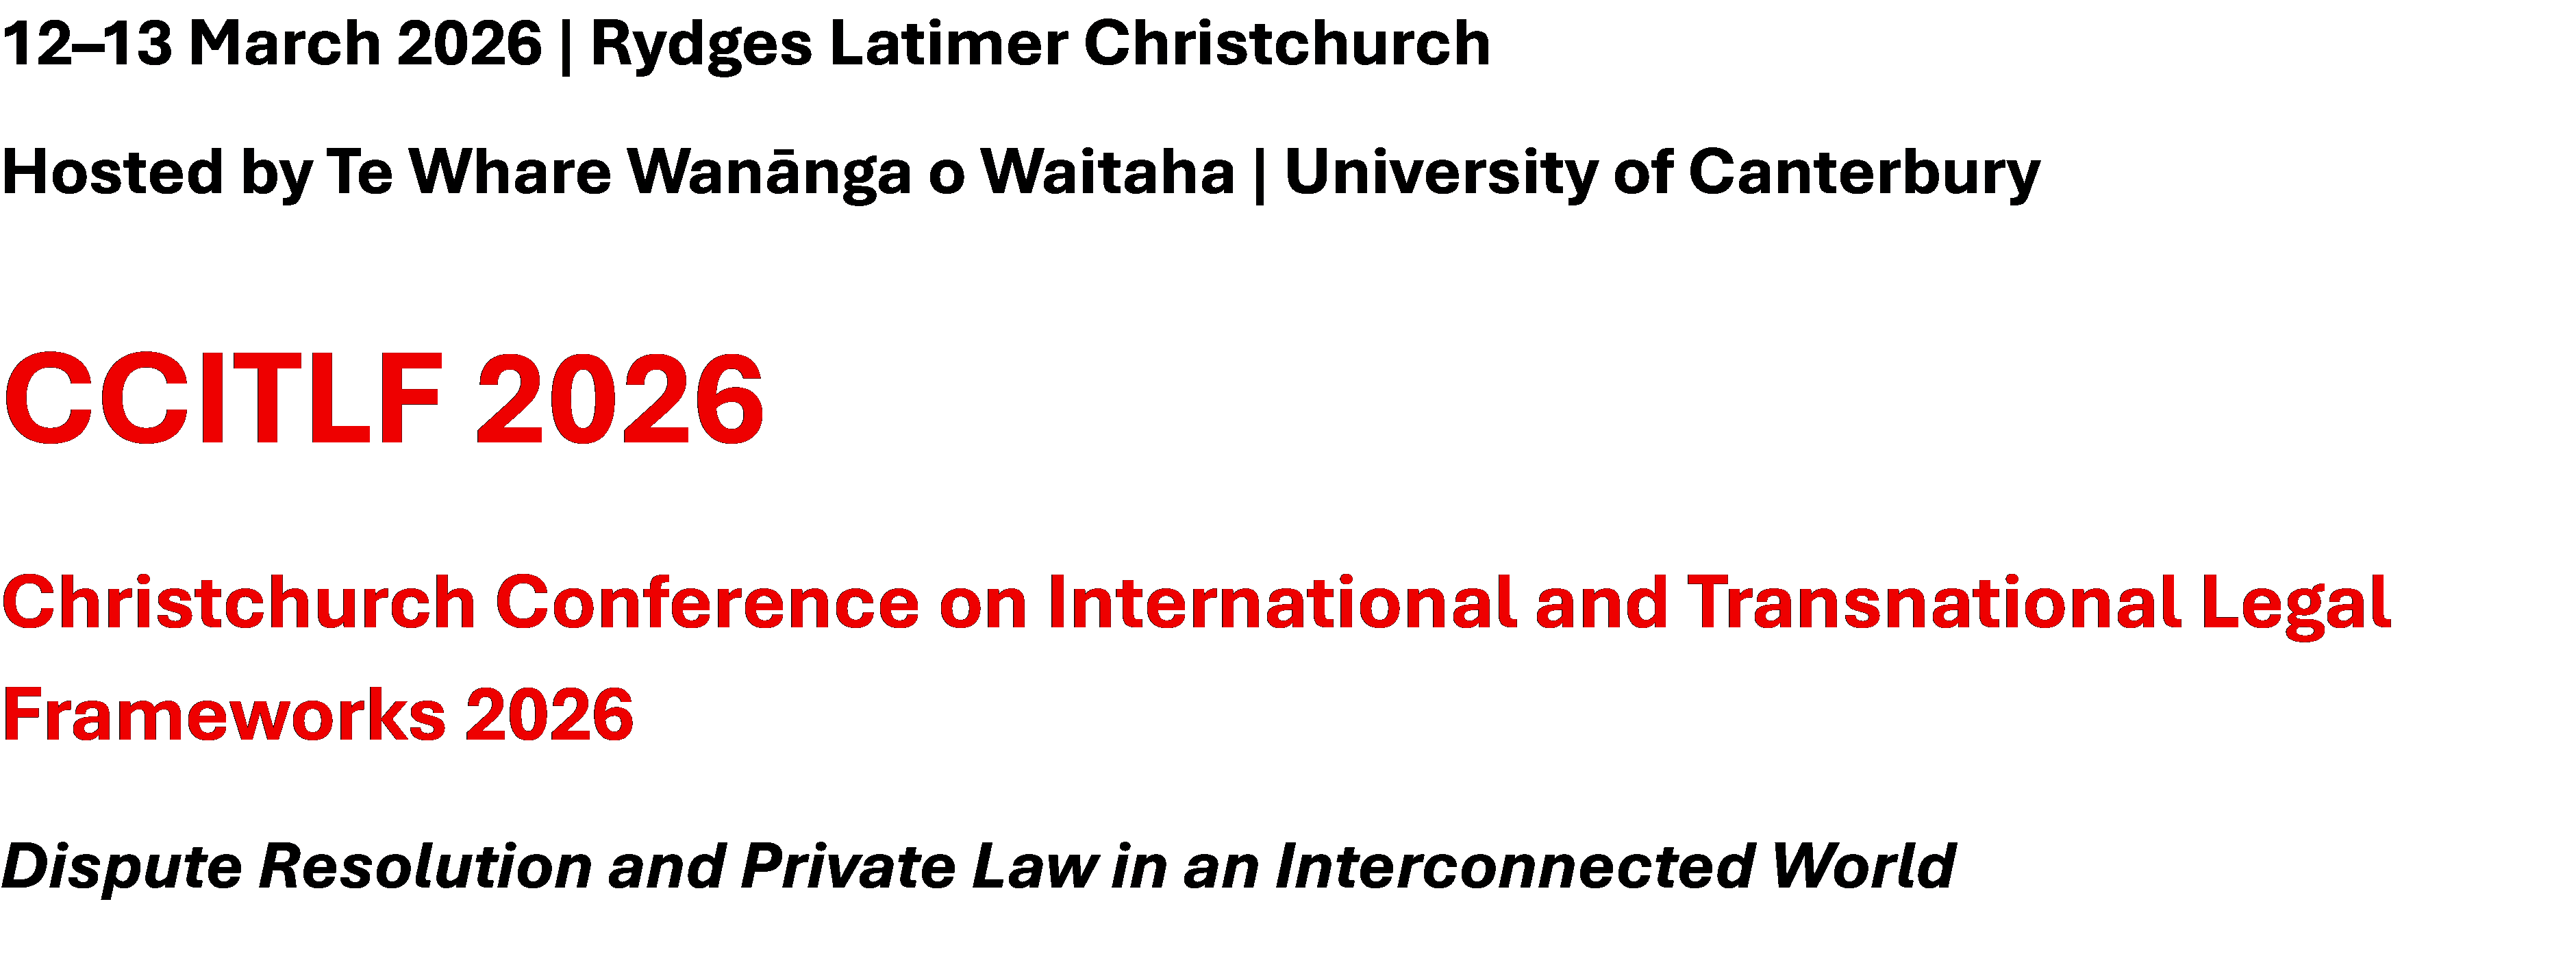 12–13 March 2026 | Rydges Latimer Christchurch
Hosted by Te Whare Wanānga o Waitaha | University of Canterbury
CCITLF 2026
Christchurch Conference on International and Transnational Legal
Frameworks 2026
Dispute Resolution and Private Law in an Interconnected World